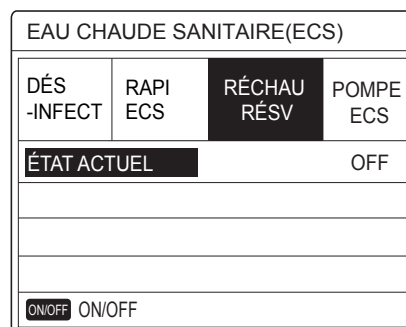 EAU CHAUDE SANITAIRE(ECS)
DÉS
-INFECT
RAPI
ECS
RÉCHAU
RÉSV
POMPE
ECS
ÉTAT ACTUEL OFF
ON/OFF ON/OFF